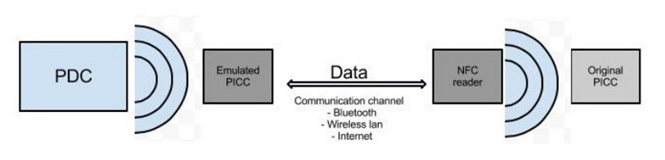 PDC
Emulated
PICC
Data
Communication channel
- Bluetooth
- Wireless lan
- Internet
NFC
reader
Original
PICC